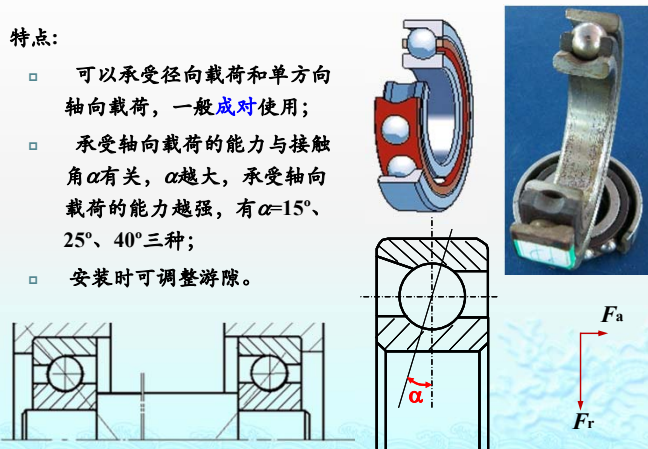 特点:
可以承受径向载荷和单方向
轴向载荷，一般成对使用；
承受轴向载荷的能力与接触
角α有关，α越大，承受轴向
载荷的能力越强，有α=15º、
25º、40º三种；
安装时可调整游隙。
Fa
Fr
α